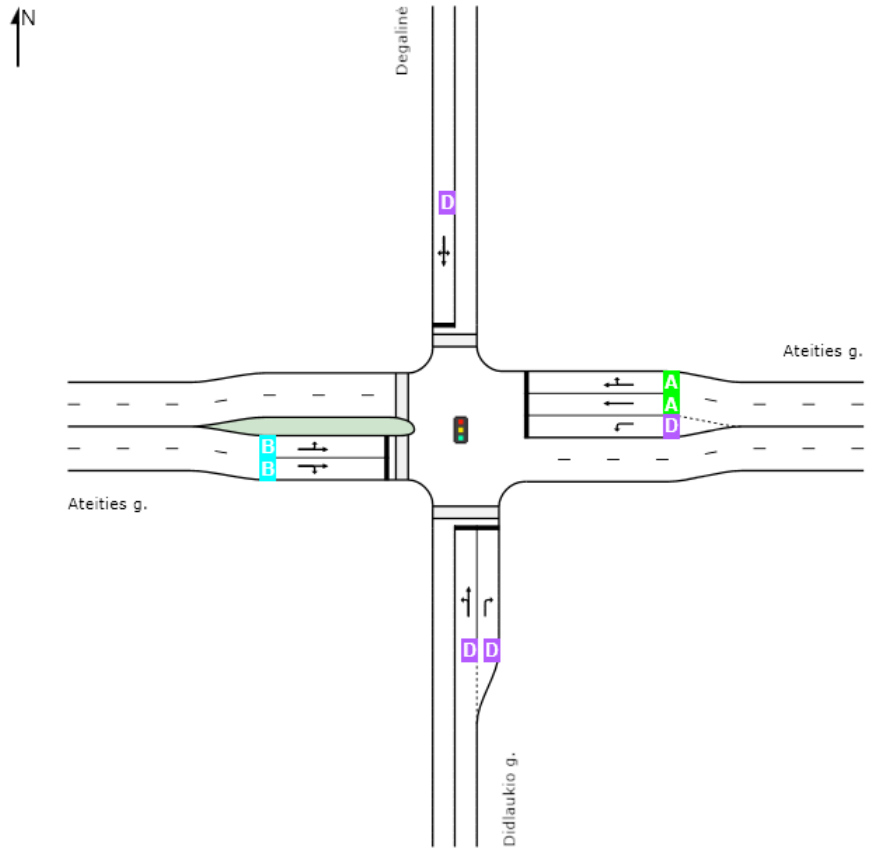 N
Degalinė
D
Ateities g.
A
A
D
B
B
Ateities g.
D D
Didlaukio g.